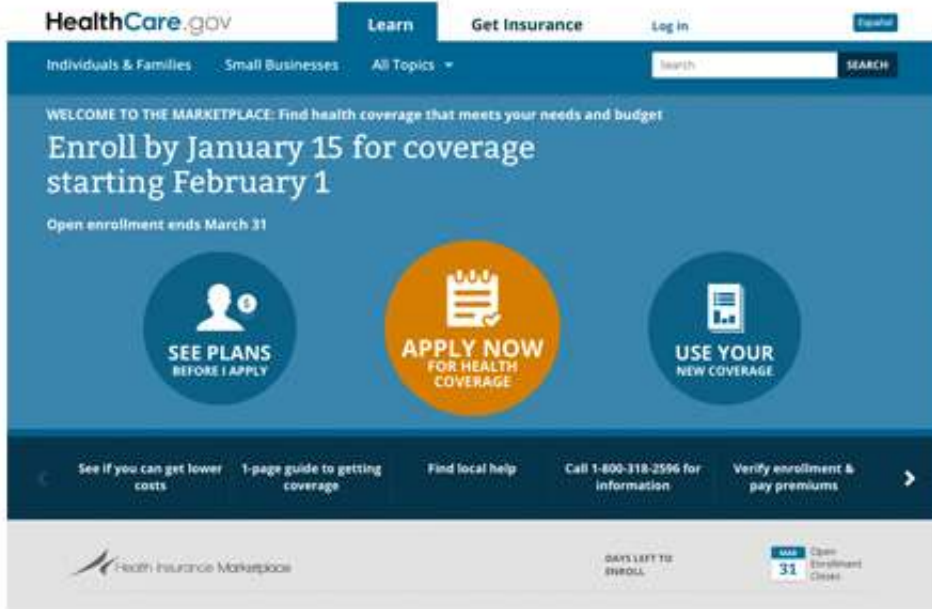 HealthCare.gov
Learn
Get Insurance
Log in
Español
Individuals & Families
Small Businesses
All Topics
Search
SEARCH
WELCOME TO THE MARKETPLACE: Find health coverage that meets your needs and budget
Enroll by January 15 for coverage
starting February 1
Open enrollment ends March 31
$
SEE PLANS
BEFORE I APPLY
APPLY NOW
FOR HEALTH
COVERAGE
USE YOUR
NEW COVERAGE
See if you can get lower
costs
1-page guide to getting
coverage
Find local help
Call 1-800-318-2596 for
information
Verify enrollment &
pay premiums
Health Insurance Marketplace
DAYS LEFT TO
ENROLL
MAR
31
Open
Enrollment
Closes